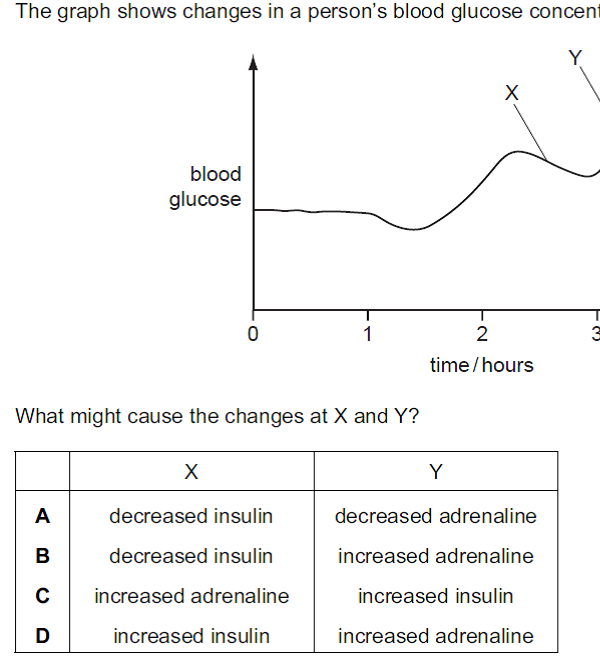 The graph shows changes in a person's blood glucose
Y
X
blood
glucose
0 1 2 3
time / hours
What might cause the changes at X and Y?
X Y
A decreased insulin decreased adrenaline
B decreased insulin increased adrenaline
C increased adrenaline increased insulin
D increased insulin increased adrenaline